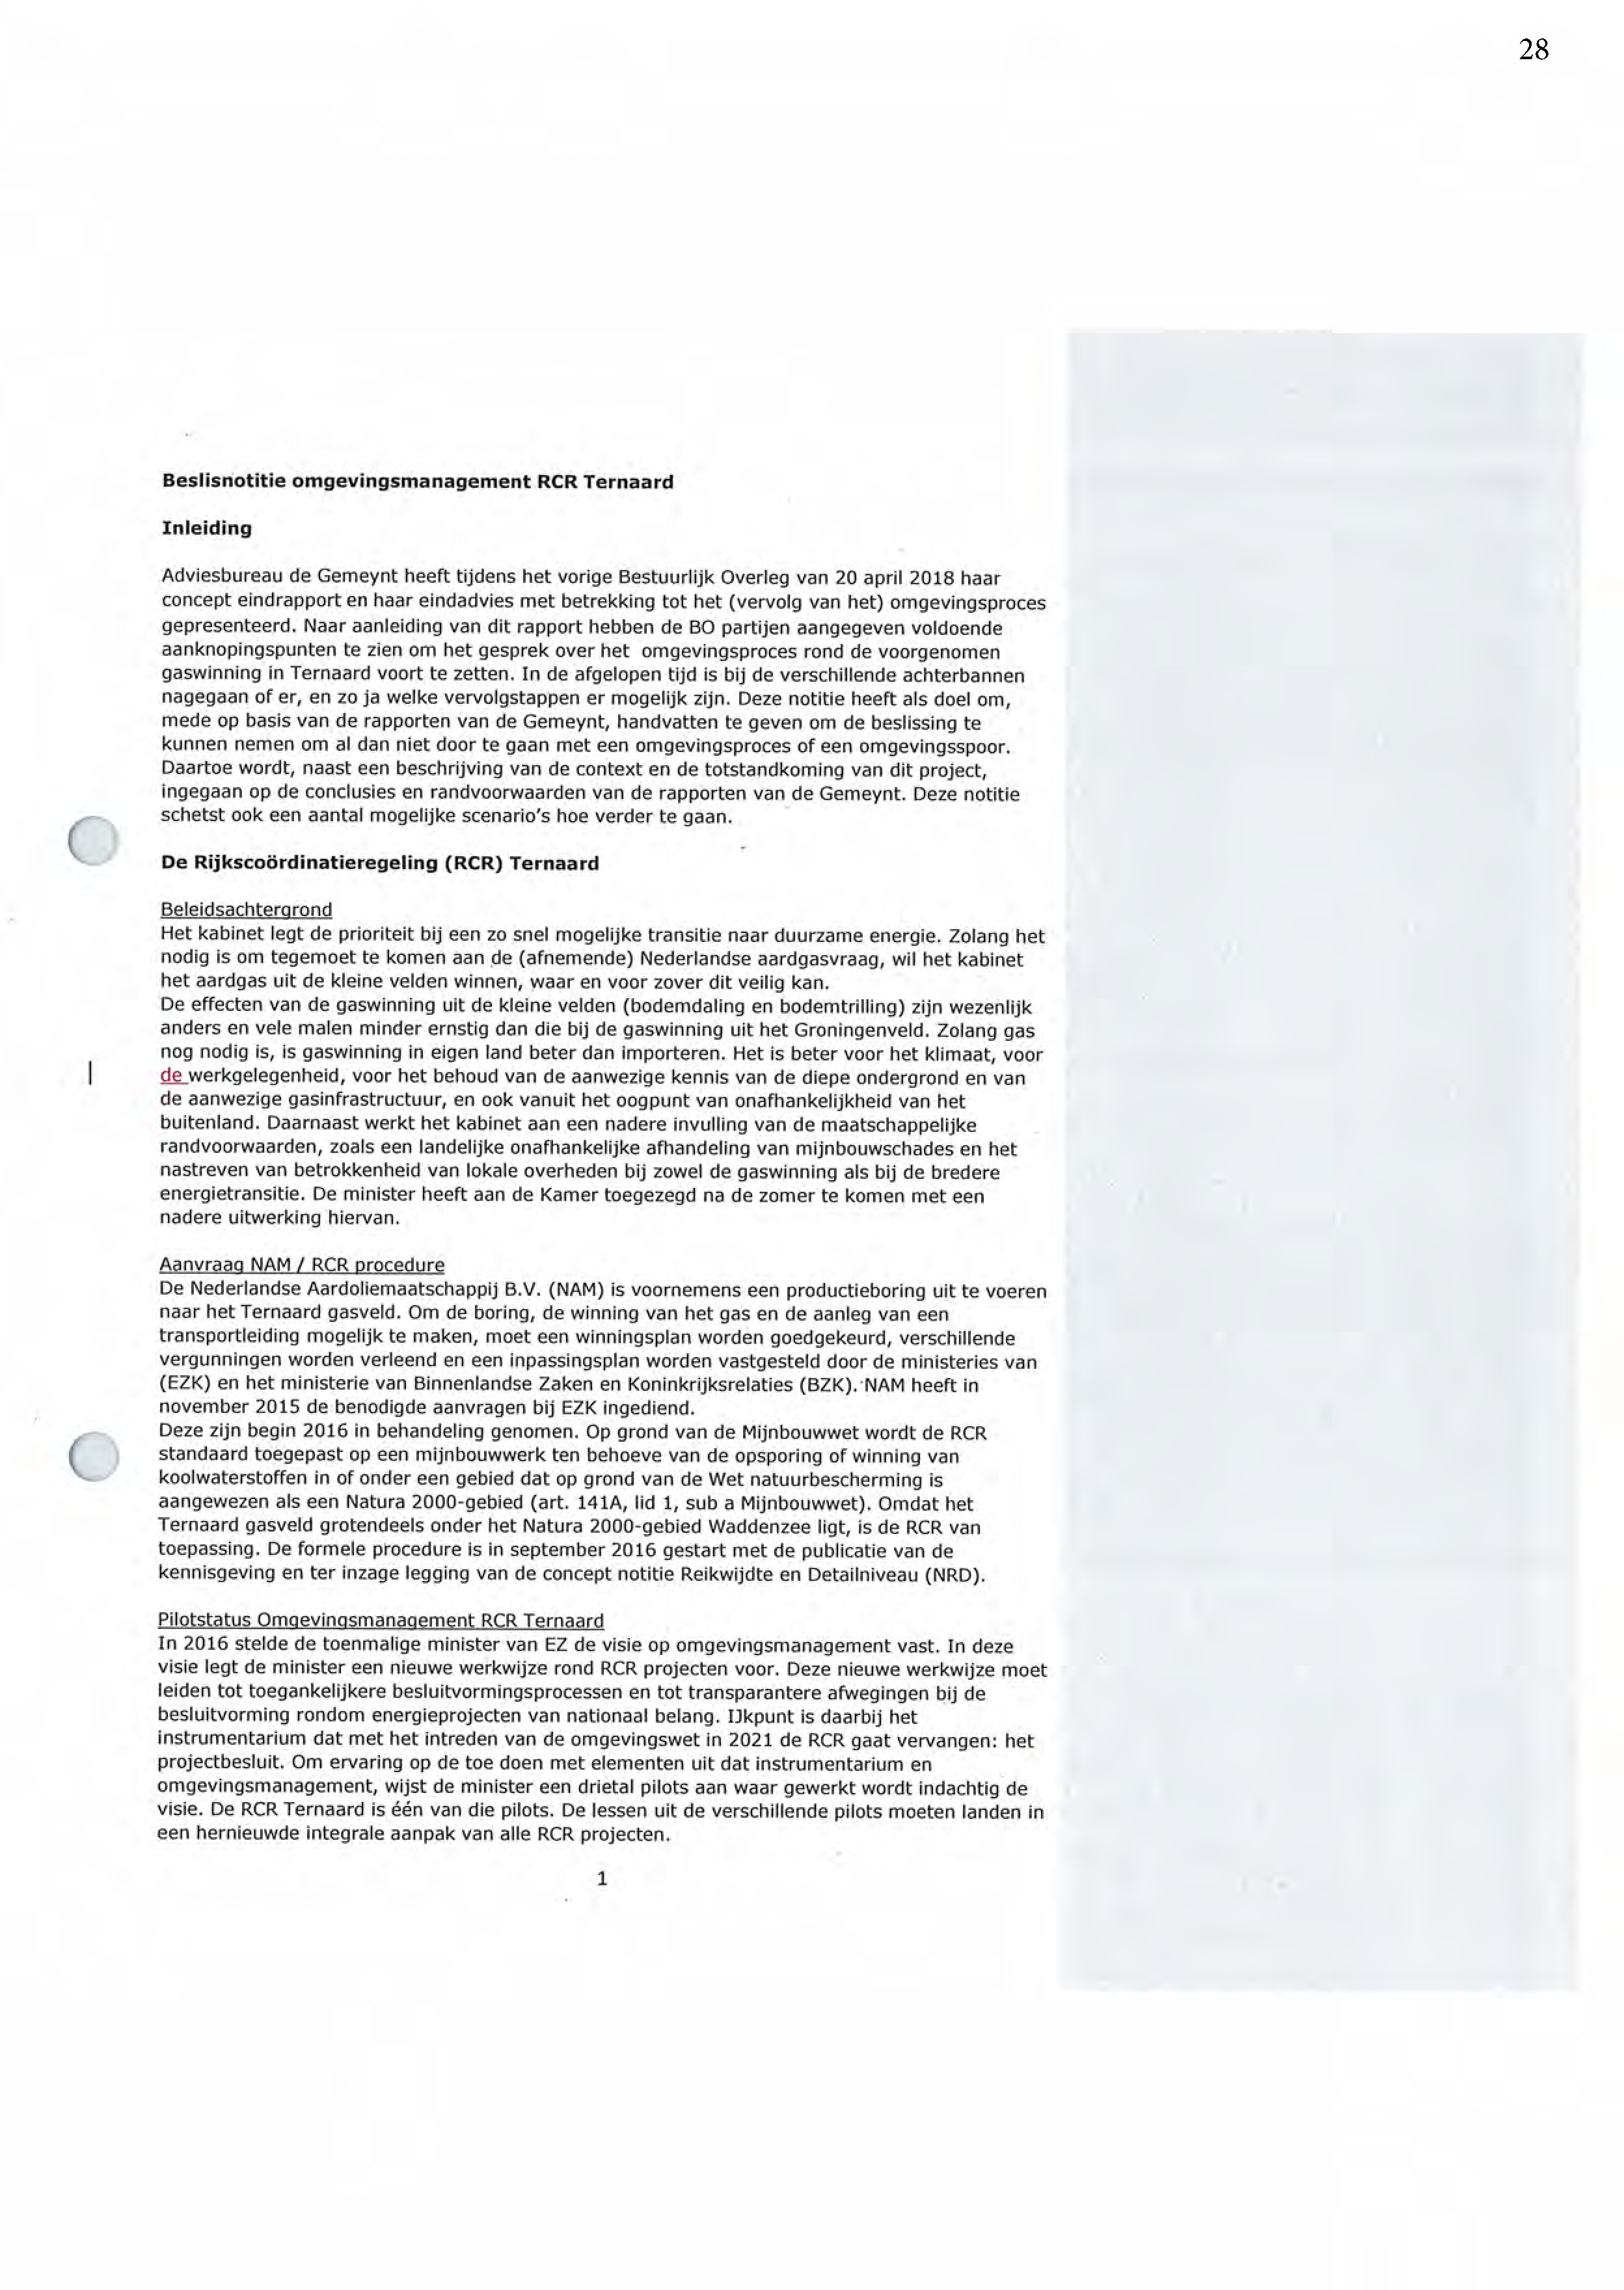 28
Beslisnotitie omgevingsmanagement RCR Ternaard
Inleiding
Adviesbureau de Gemeynt heeft tijdens het vorige Bestuurlijk Overleg van 20 april 2018 haar
concept eindrapport en haar eindadvies met betrekking tot het (vervolg van het) omgevingsproces
gepresenteerd. Naar aanleiding van dit rapport hebben de BO partijen aangegeven voldoende
aanknopingspunten te zien om het gesprek over het omgevingsproces rond de voorgenomen
gaswinning in Ternaard voort te zetten. In de afgelopen tijd is bij de verschillende achterbannen
nagegaan of er, en zo ja welke vervolgstappen er mogelijk zijn. Deze notitie heeft als doel om,
mede op basis van de rapporten van de Gemeynt, handvatten te geven om de beslissing te
kunnen nemen om al dan niet door te gaan met een omgevingsproces of een omgevingsspoor.
Daartoe wordt, naast een beschrijving van de context en de totstandkoming van dit project,
ingegaan op de conclusies en randvoorwaarden van de rapporten van de Gemeynt. Deze notitie
schetst ook een aantal mogelijke scenario's hoe verder te gaan.
De Rijkscoördinatieregeling (RCR) Ternaard
Beleidsachtergrond
Het kabinet legt de prioriteit bij een zo snel mogelijke transitie naar duurzame energie. Zolang het
nodig is om tegemoet te komen aan de (afnemende) Nederlandse aardgasvraag, wil het kabinet
het aardgas uit de kleine velden winnen, waar en voor zover dit veilig kan.
De effecten van de gaswinning uit de kleine velden (bodemdaling en bodemtrilling) zijn wezenlijk
anders en vele malen minder ernstig dan die bij de gaswinning uit het Groningenveld. Zolang gas
nog nodig is, is gaswinning in eigen land beter dan importeren. Het is beter voor het klimaat, voor
de werkgelegenheid, voor het behoud van de aanwezige kennis van de diepe ondergrond en van
de aanwezige gasinfrastructuur, en ook vanuit het oogpunt van onafhankelijkheid van het
buitenland. Daarnaast werkt het kabinet aan een nadere invulling van de maatschappelijke
randvoorwaarden, zoals een landelijke onafhankelijke afhandeling van mijnbouwschades en het
nastreven van betrokkenheid van lokale overheden bij zowel de gaswinning als bij de bredere
energietransitie. De minister heeft aan de Kamer toegezegd na de zomer te komen met een
nadere uitwerking hiervan.
Aanvraag NAM / RCR procedure
De Nederlandse Aardoliemaatschappij B.V. (NAM) is voornemens een productieboring uit te voeren
naar het Ternaard gasveld. Om de boring, de winning van het gas en de aanleg van een
transportleiding mogelijk te maken, moet een winningsplan worden goedgekeurd, verschillende
vergunningen worden verleend en een inpassingsplan worden vastgesteld door de ministeries van
(EZK) en het ministerie van Binnenlandse Zaken en Koninkrijksrelaties (BZK). NAM heeft in
november 2015 de benodigde aanvragen bij EZK ingediend.
Deze zijn begin 2016 in behandeling genomen. Op grond van de Mijnbouwwet wordt de RCR
standaard toegepast op een mijnbouwwerk ten behoeve van de opsporing of winning van
koolwaterstoffen in of onder een gebied dat op grond van de Wet natuurbescherming is
aangewezen als een Natura 2000-gebied (art. 141A, lid 1, sub a Mijnbouwwet). Omdat het
Ternaard gasveld grotendeels onder het Natura 2000-gebied Waddenzee ligt, is de RCR van
toepassing. De formele procedure is in september 2016 gestart met de publicatie van de
kennisgeving en ter inzage legging van de concept notitie Reikwijdte en Detailniveau (NRD).
Pilotstatus Omgevingsmanagement RCR Ternaard
In 2016 stelde de toenmalige minister van EZ de visie op omgevingsmanagement vast. In deze
visie legt de minister een nieuwe werkwijze rond RCR projecten voor. Deze nieuwe werkwijze moet
leiden tot toegankelijkere besluitvormingsprocessen en tot transparantere afwegingen bij de
besluitvorming rondom energieprojecten van nationaal belang. IJkpunt is daarbij het
instrumentarium dat met het intreden van de omgevingswet in 2021 de RCR gaat vervangen: het
projectbesluit. Om ervaring op de toe doen met elementen uit dat instrumentarium en
omgevingsmanagement, wijst de minister een drietal pilots aan waar gewerkt wordt indachtig de
visie. De RCR Ternaard is één van die pilots. De lessen uit de verschillende pilots moeten landen in
een hernieuwde integrale aanpak van alle RCR projecten.
1